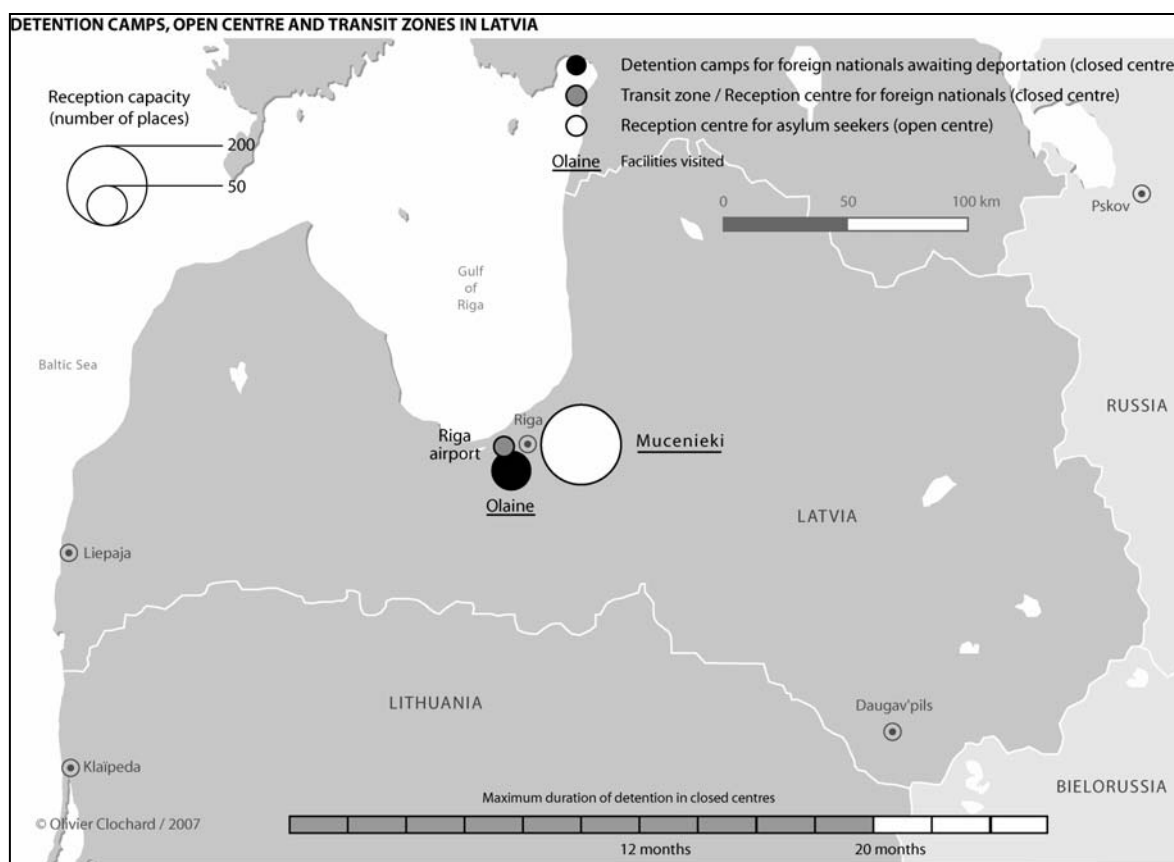 DETENTION CAMPS, OPEN CENTRE AND TRANSIT ZONES IN LATVIA
Reception capacity
(number of places)
200
50
Detention camps for foreign nationals awaiting deportation (closed centre
Transit zone / Reception centre for foreign nationals (closed centre)
Reception centre for asylum seekers (open centre)
Olaine Facilities visited
0 50 100 km
Pskov
Gulf
of
Riga
Baltic Sea
RUSSIA
Riga
Riga
airport
Mucenieki
Olaine
LATVIA
Liepaja
LITHUANIA
Daugav'pils
Klaïpeda
BIELORUSSIA
Maximum duration of detention in closed centres
© Olivier Clochard / 2007
12 months 20 months